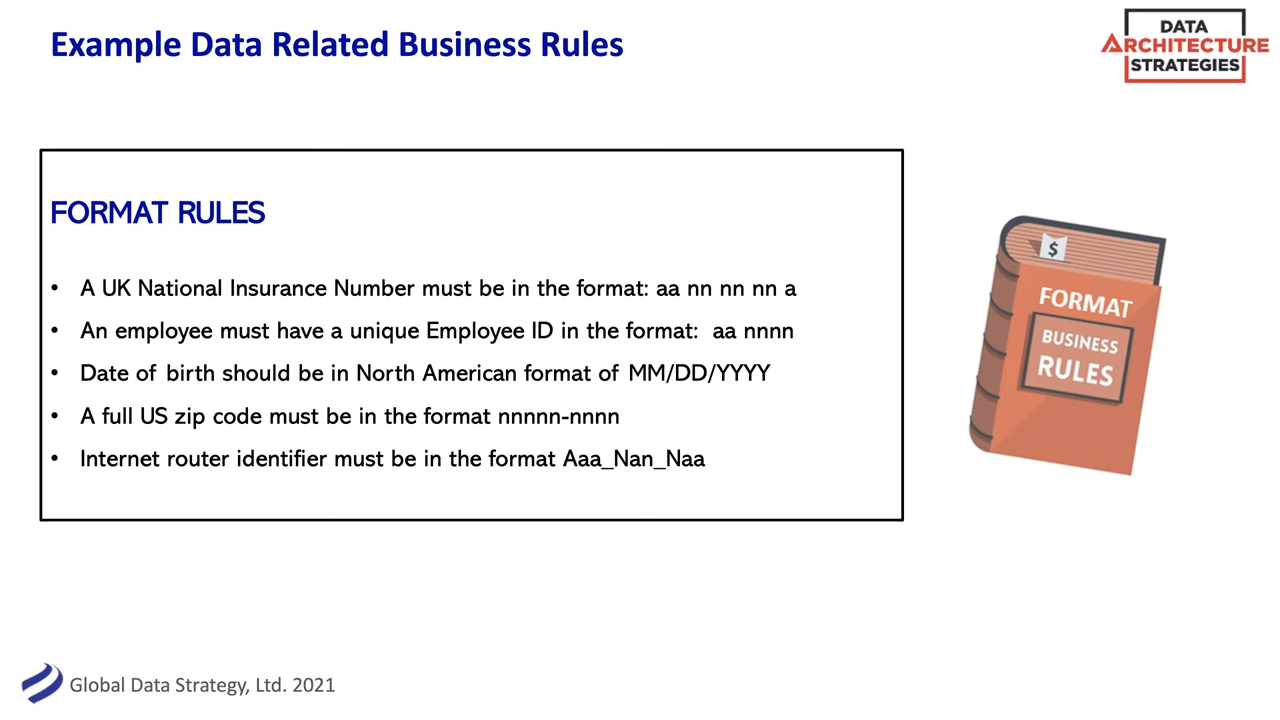 Example Data Related Business Rules
DATA
ARCHITECTURE
STRATEGIES
FORMAT RULES
• A UK National Insurance Number must be in the format: aa nn nn nn a
• An employee must have a unique Employee ID in the format:  aa nnnn
• Date of birth should be in North American format of MM/DD/YYYY
• A full US zip code must be in the format nnnnn-nnnn
• Internet router identifier must be in the format Aaa_Nan_Naa
$
FORMAT
BUSINESS
RULES
Global Data Strategy, Ltd. 2021